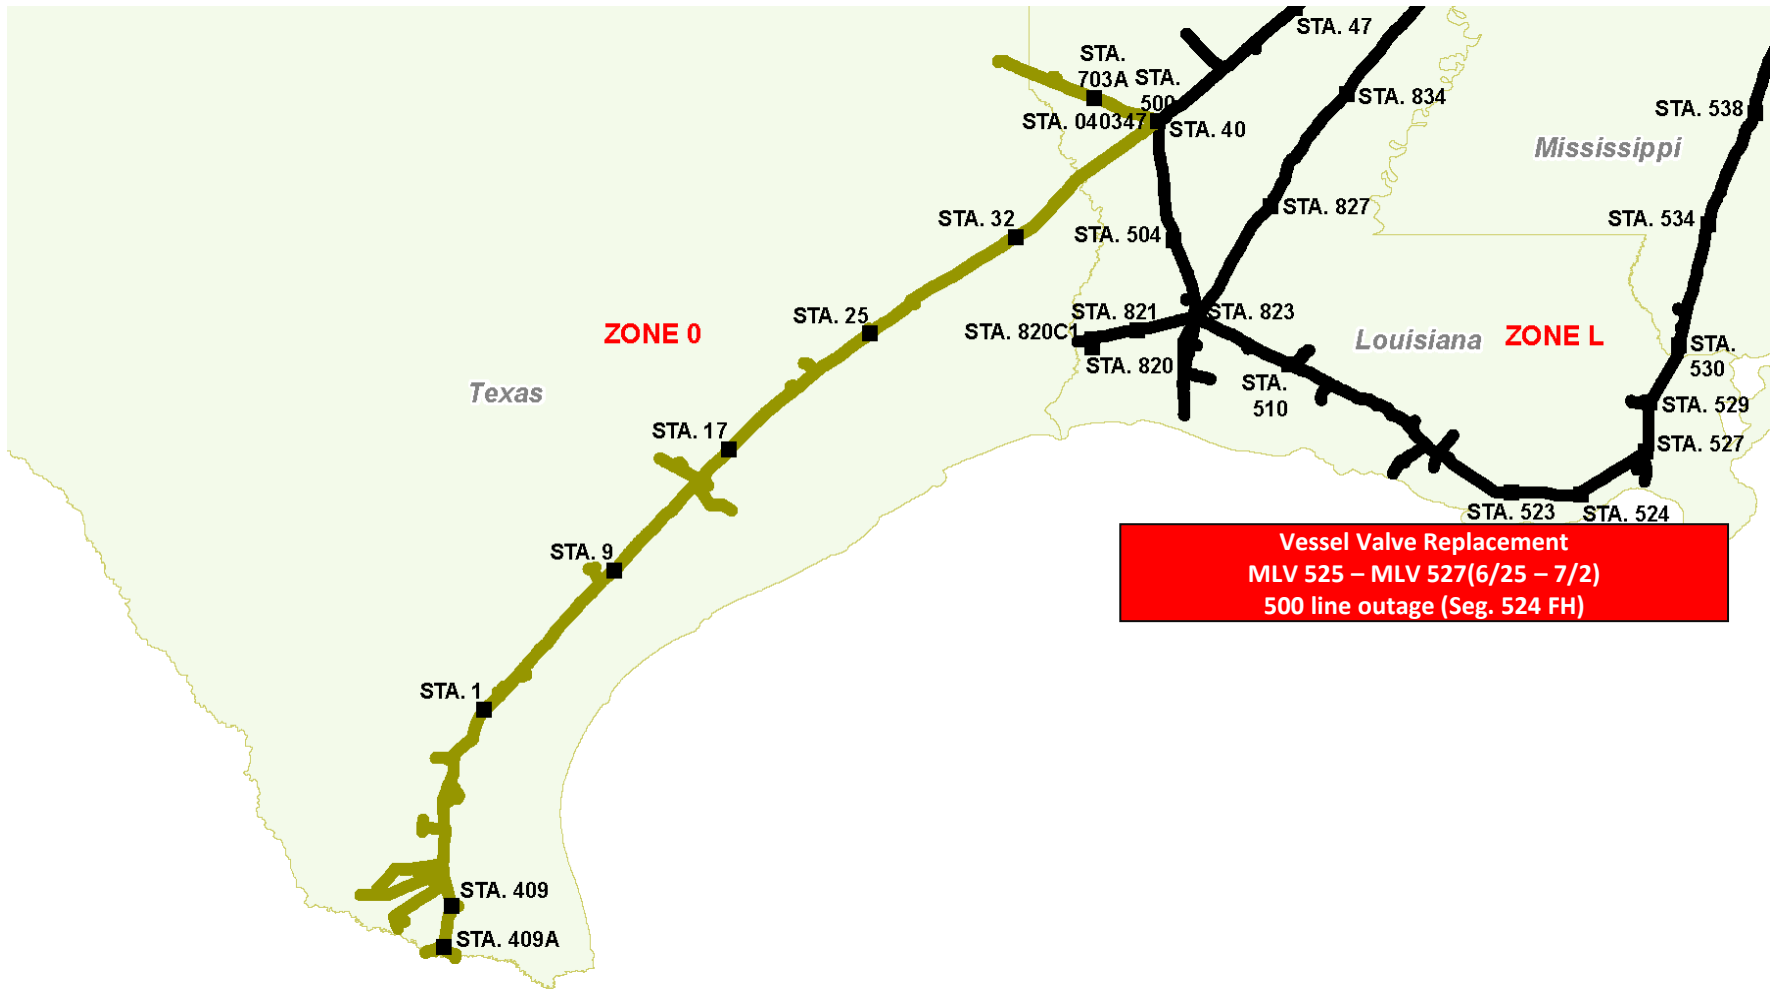 STA. 47
STA.
703A
STA.
500
STA. 834
STA. 538
STA. 040347
STA. 40
Mississippi
STA. 827
STA. 32
STA. 504
STA. 534
STA. 25
STA. 821
STA. 823
ZONE 0
STA. 820C1
Louisiana
ZONE L
STA.
530
STA. 820
Texas
STA.
510
STA. 529
STA. 17
STA. 527
STA. 523
STA. 524
Vessel Valve Replacement
MLV 525 – MLV 527(6/25 – 7/2)
500 line outage (Seg. 524 FH)
STA. 9
STA. 1
STA. 409
STA. 409A